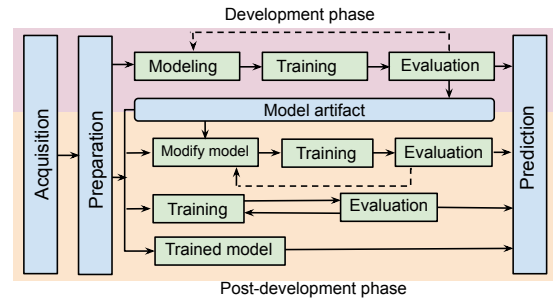 Development phase
Acquisition
Preparation
Modeling
Training
Evaluation
Prediction
Model artifact
Modify model
Training
Evaluation
Training
Evaluation
Trained model
Post-development phase